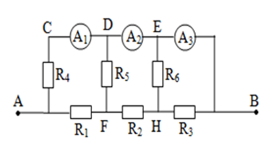 C A₁ D A₂ E A₃
R₄ R₅ R₆
A B
R₁ F R₂ H R₃